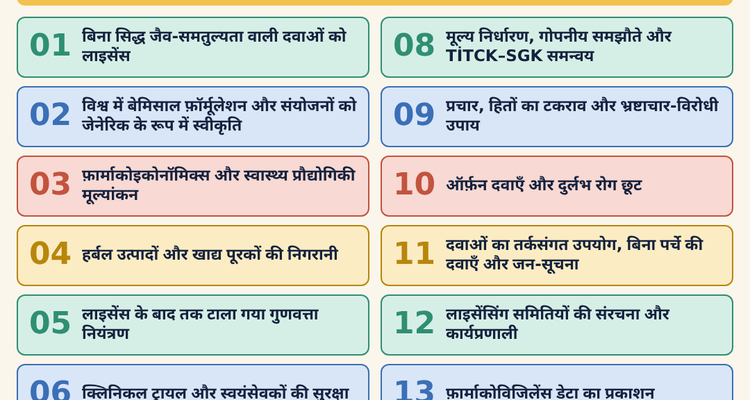 01
बिना सिद्ध जैव-समतुल्यता वाली दवाओं को
लाइसेंस
02
विश्व में बेमिसाल फ़ॉर्मूलेशन और संयोजनों को
जेनेरिक के रूप में स्वीकृति
03
फ़ार्माकोइकोनॉमिक्स और स्वास्थ्य प्रौद्योगिकी
मूल्यांकन
04
हर्बल उत्पादों और खाद्य पूरकों की निगरानी
05
लाइसेंस के बाद तक टाला गया गुणवत्ता
नियंत्रण
06
क्लिनिकल ट्रायल और स्वयंसेवकों की सुरक्षा
08
मूल्य निर्धारण, गोपनीय समझौते और
TİTCK–SGK समन्वय
09
प्रचार, हितों का टकराव और भ्रष्टाचार-विरोधी
उपाय
10
ऑर्फ़न दवाएँ और दुर्लभ रोग छूट
11
दवाओं का तर्कसंगत उपयोग, बिना पर्चे की
दवाएँ और जन-सूचना
12
लाइसेंसिंग समितियों की संरचना और
कार्यप्रणाली
13
फ़ार्माकोविजिलेंस डेटा का प्रकाशन